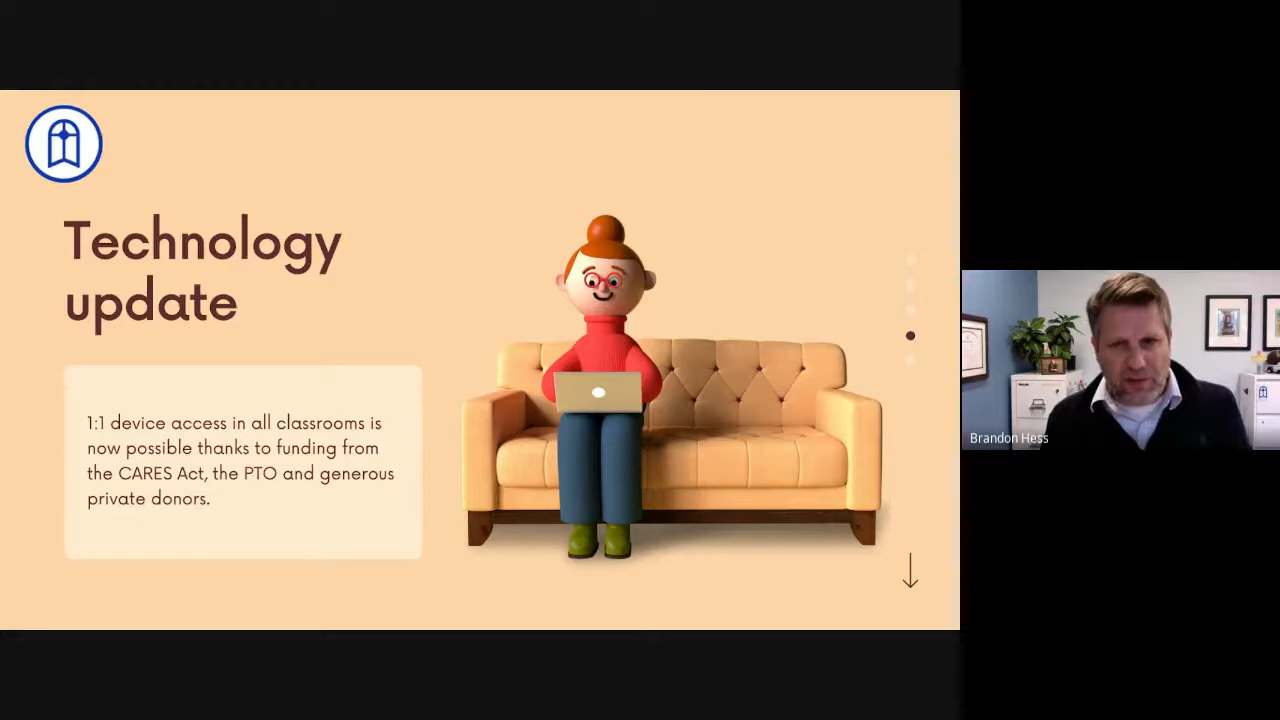 Technology
update
1:1 device access in all classrooms is
now possible thanks to funding from
the CARES Act, the PTO and generous
private donors.
Brandon Hess